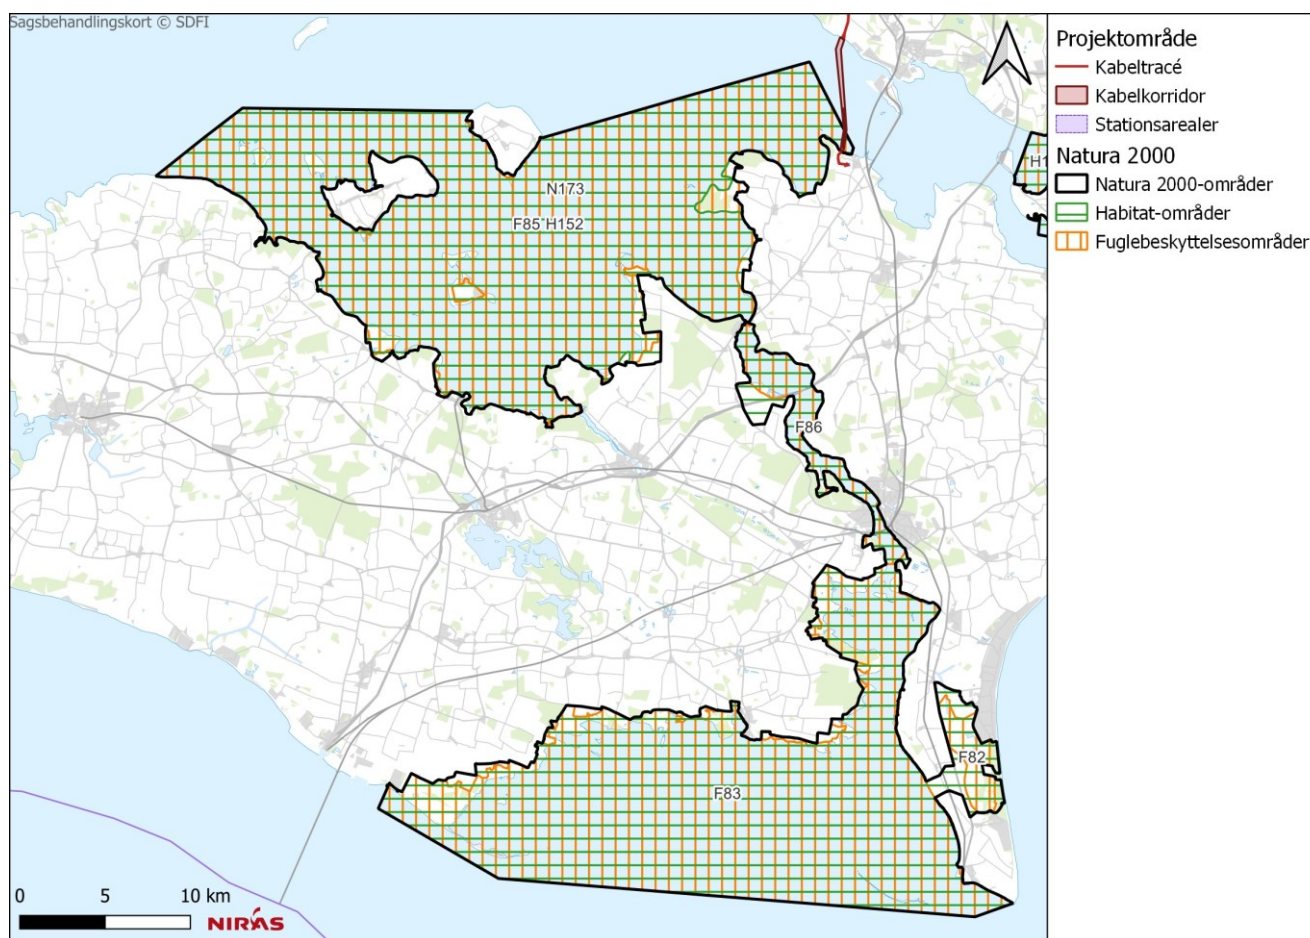 Sagsbehandlingskort © SDFI
N173
F85 H152
H1
F86
F82
F83
0 5 10 km
NIRAS
Projektområde
Kabeltracé
Kabelkorridor
Stationsarealer
Natura 2000
Natura 2000-områder
Habitat-områder
Fuglebeskyttelsesområder